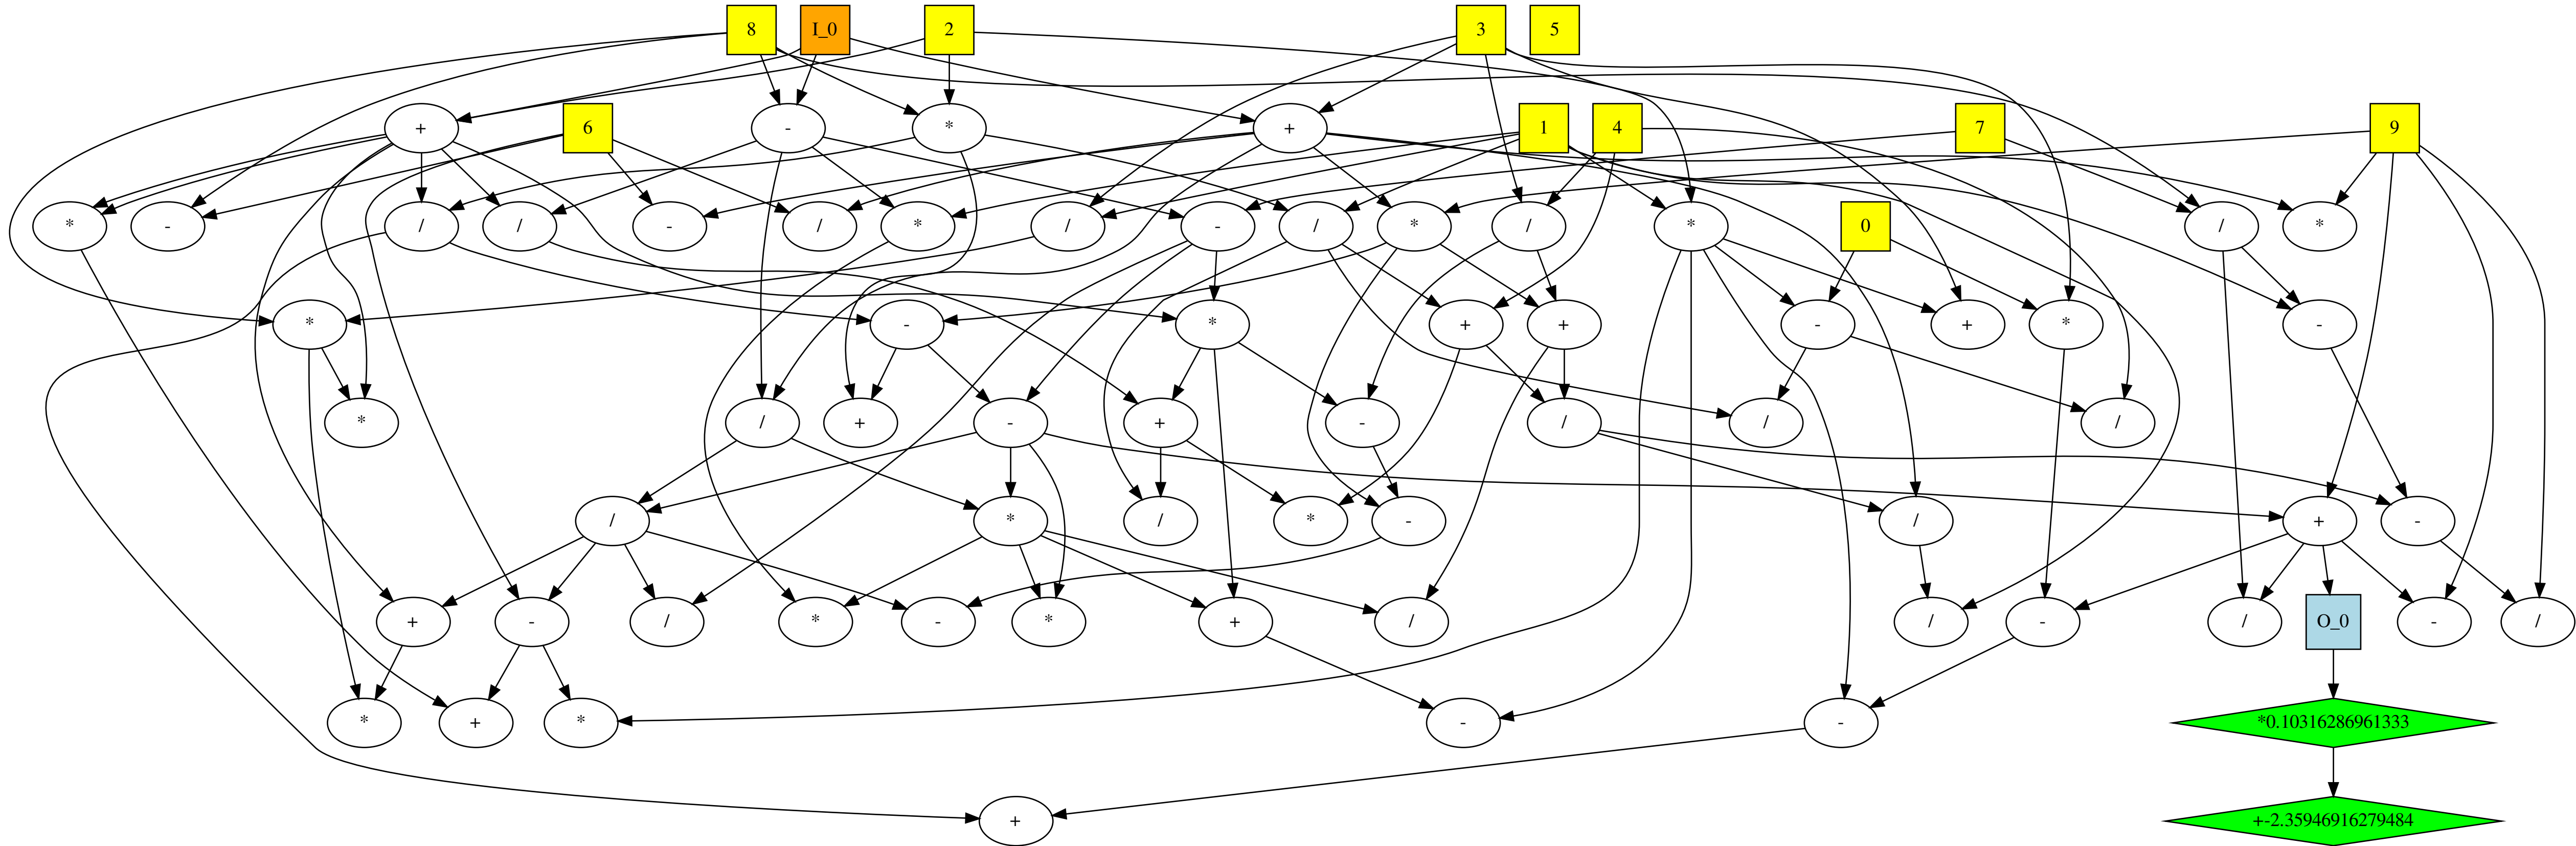 8 I_0 2 3 5
+ 6 - * + 1 4 7 9
* - / / - / * / - / * / * 0 / *
* - * + + - + * -
* / + - + - / / /
/ * / * - / + -
+ - / * - * + / / - / O_0 - /
* + * - - *0.10316286961333
+ +-2.35946916279484